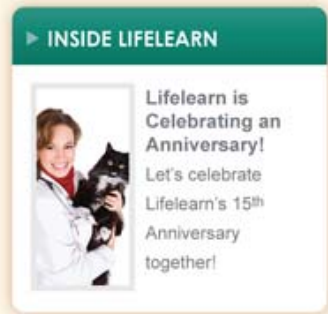 INSIDE LIFELEARN
Lifelearn is
Celebrating an
Anniversary!
Let's celebrate
Lifelearn's 15th
Anniversary
together!